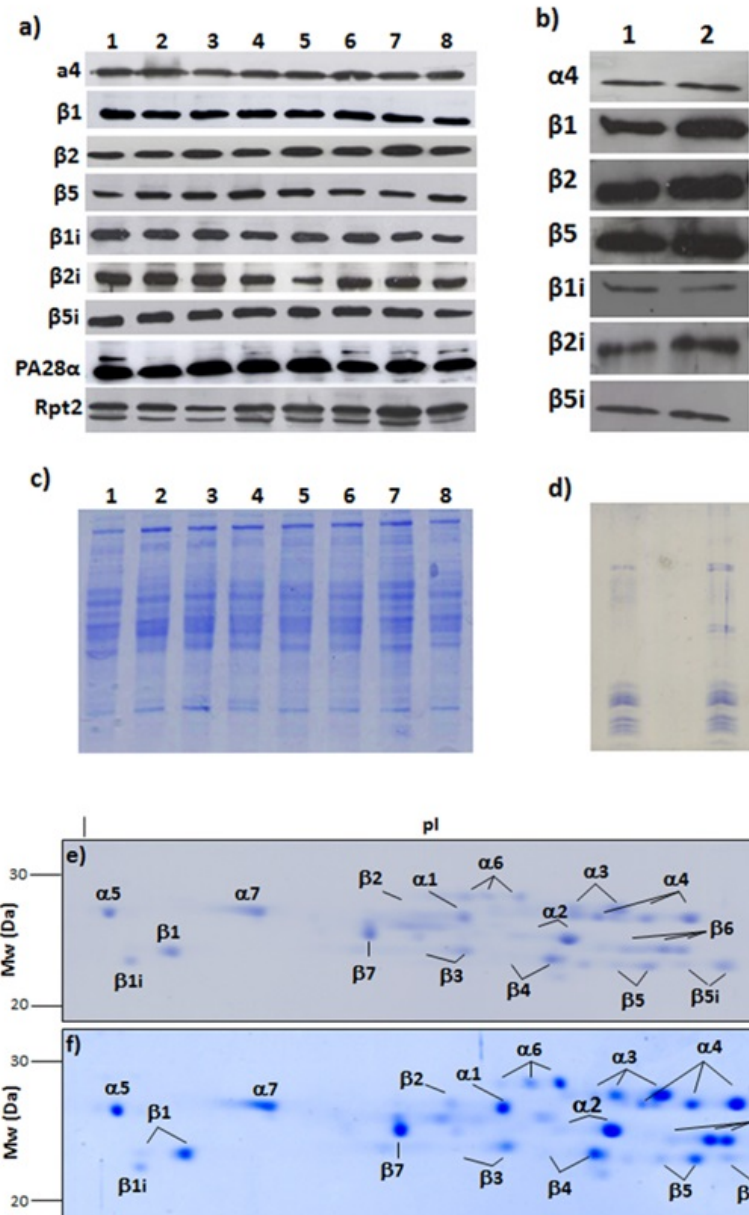 a)
1 2 3 4 5 6 7 8
a4
β1
β2
β5
β1i
β2i
β5i
PA28α
Rpt2
b)
1 2
α4
β1
β2
β5
β1i
β2i
β5i
c)
1 2 3 4 5 6 7 8
d)
pI
e)
30
20
Mw (Da)
α5 α7 β2 α1 α6 α2 α3 α4
β1 β1i β7 β3 β4 β5 β5i β6
f)
30
20
Mw (Da)
α5 α7 β2 α1 α6 α2 α3 α4
β1 β1i β7 β3 β4 β5